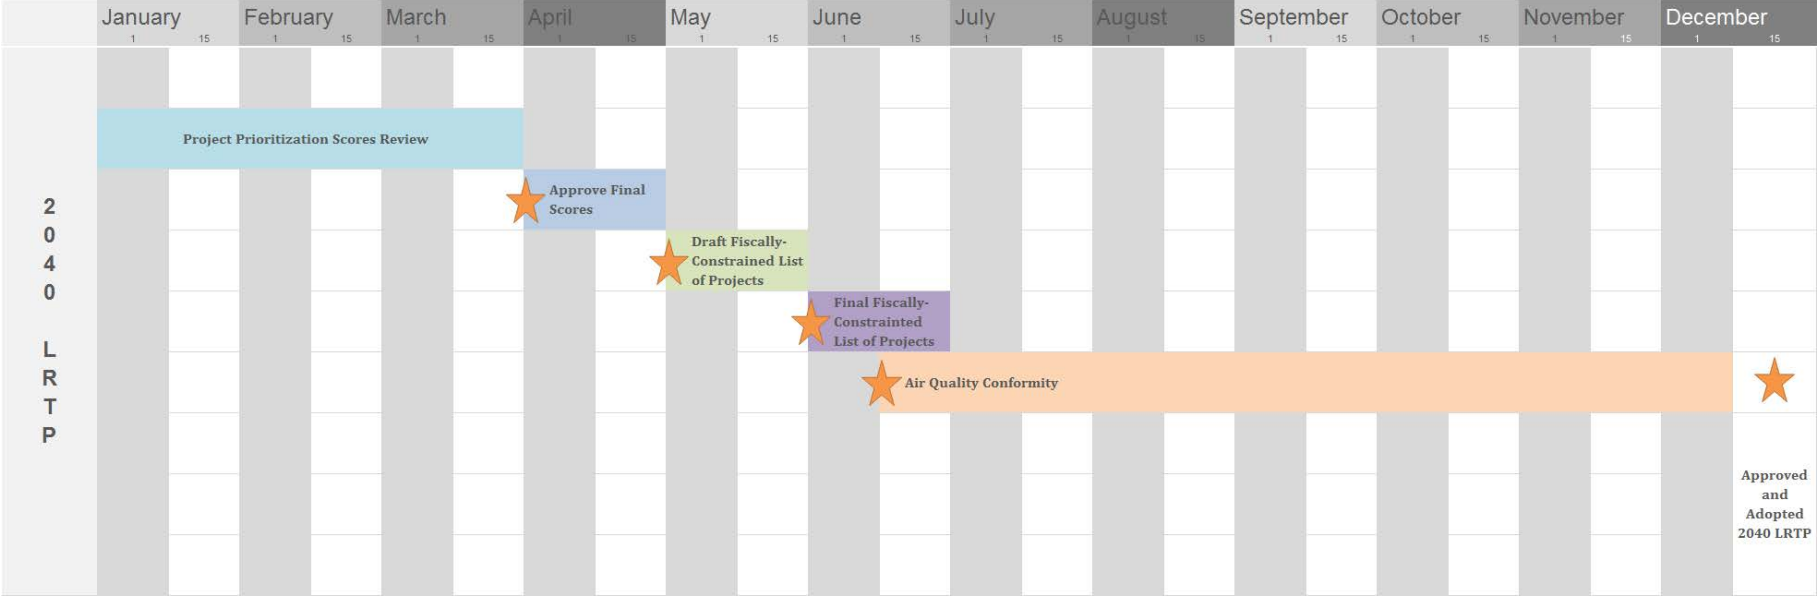 January February March April May June July August September October November December
1 15 1 15 1 15 1 15 1 15 1 15 1 15 1 15 1 15 1 15 1 15 1 15
Project Prioritization Scores Review
Approve Final
Scores
Draft Fiscally-
Constrained List
of Projects
Final Fiscally-
Constrainted
List of Projects
Air Quality Conformity
2
0
4
0
L
R
T
P
Approved
and
Adopted
2040 LRTP